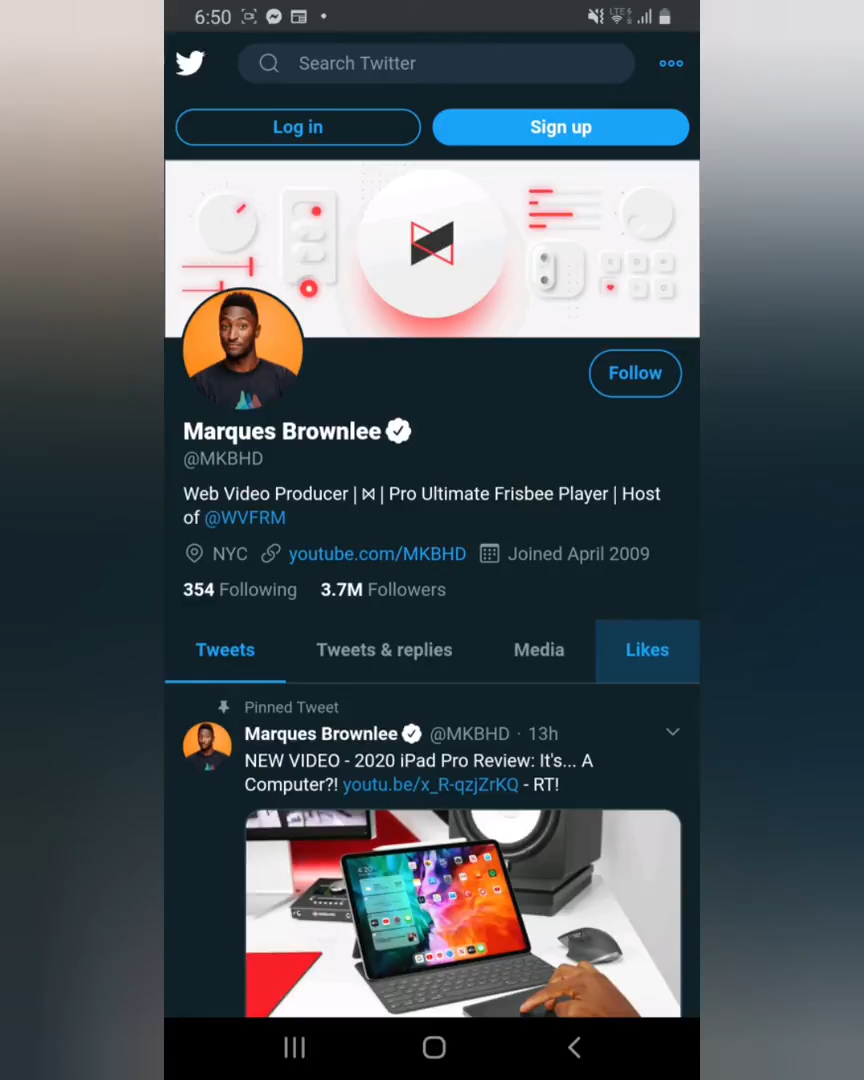 6:50
LTE
Search Twitter
Log in
Sign up
Follow
Marques Brownlee
@MKBHD
Web Video Producer | ⋈ | Pro Ultimate Frisbee Player | Host
of @WVFRM
NYC youtube.com/MKBHD Joined April 2009
354 Following 3.7M Followers
Tweets Tweets & replies Media Likes
Pinned Tweet
Marques Brownlee @MKBHD · 13h
NEW VIDEO - 2020 iPad Pro Review: It's... A
Computer?! youtu.be/x_R-qzjZrKQ - RT!
4:20